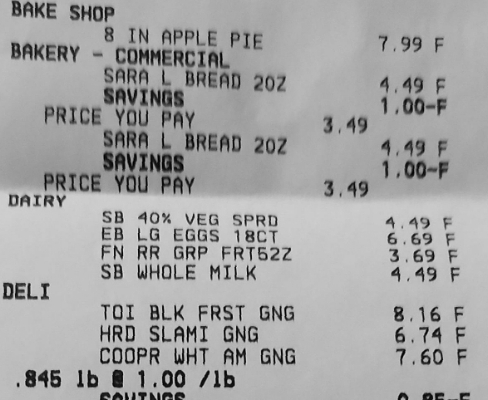 BAKE SHOP
8 IN APPLE PIE 7.99 F
BAKERY - COMMERCIAL
SARA L BREAD 20Z 4.49 F
SAVINGS 1.00-F
PRICE YOU PAY 3.49
SARA L BREAD 20Z 4.49 F
SAVINGS 1.00-F
PRICE YOU PAY 3.49
DAIRY
SB 40% VEG SPRD 4.49 F
EB LG EGGS 18CT 6.69 F
FN RR GRP FRT52Z 3.69 F
SB WHOLE MILK 4.49 F
DELI
TOI BLK FRST GNG 8.16 F
HRD SLAMI GNG 6.74 F
COOPR WHT AM GNG 7.60 F
.845 lb @ 1.00 /lb
SAVINGS 0.85-F